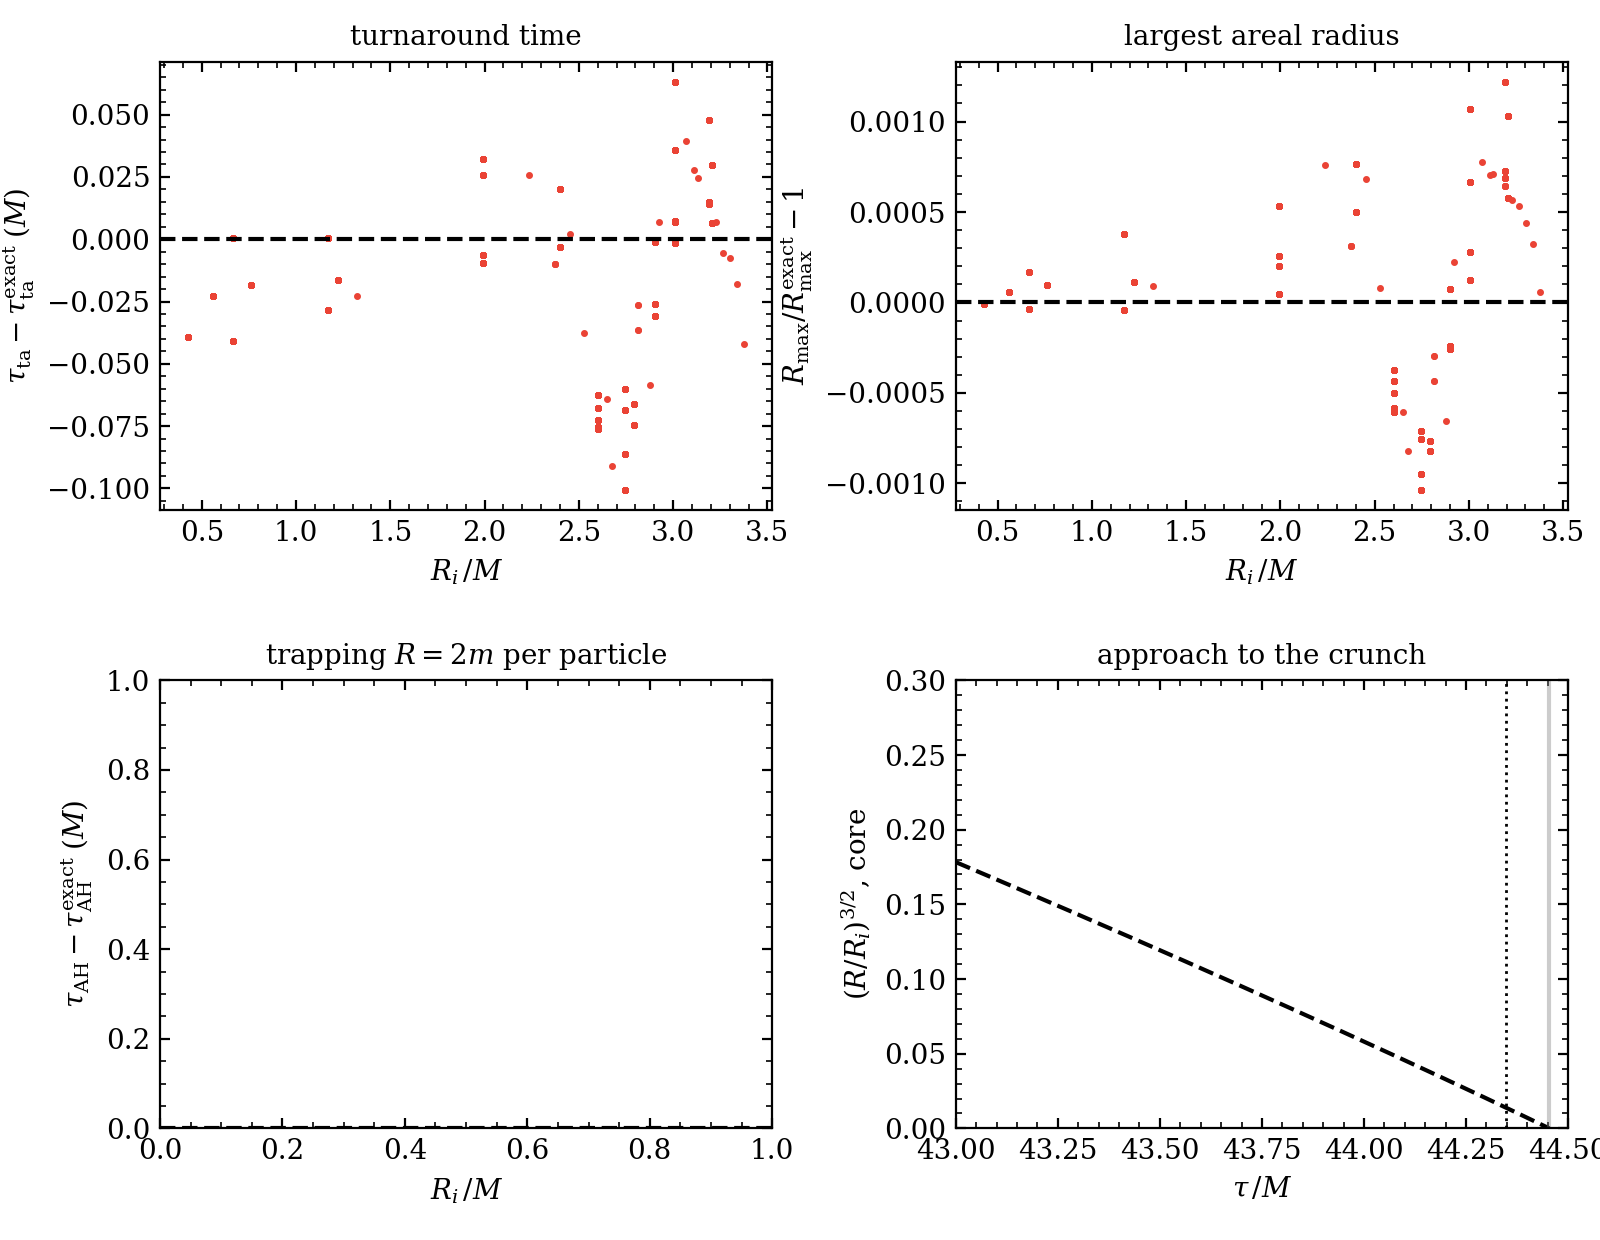 turnaround time
largest areal radius
0.050
0.025
0.000
−0.025
−0.050
−0.075
−0.100
τ_ta − τ_ta^exact (M)
0.5 1.0 1.5 2.0 2.5 3.0 3.5
R_i/M
0.0010
0.0005
0.0000
−0.0005
−0.0010
R_max/R_max^exact − 1
0.5 1.0 1.5 2.0 2.5 3.0 3.5
R_i/M
trapping R = 2m per particle
approach to the crunch
1.0
0.8
0.6
0.4
0.2
0.0
τ_AH − τ_AH^exact (M)
0.0 0.2 0.4 0.6 0.8 1.0
R_i/M
0.30
0.25
0.20
0.15
0.10
0.05
0.00
(R/R_i)^3/2, core
43.00 43.25 43.50 43.75 44.00 44.25 44.50
τ/M